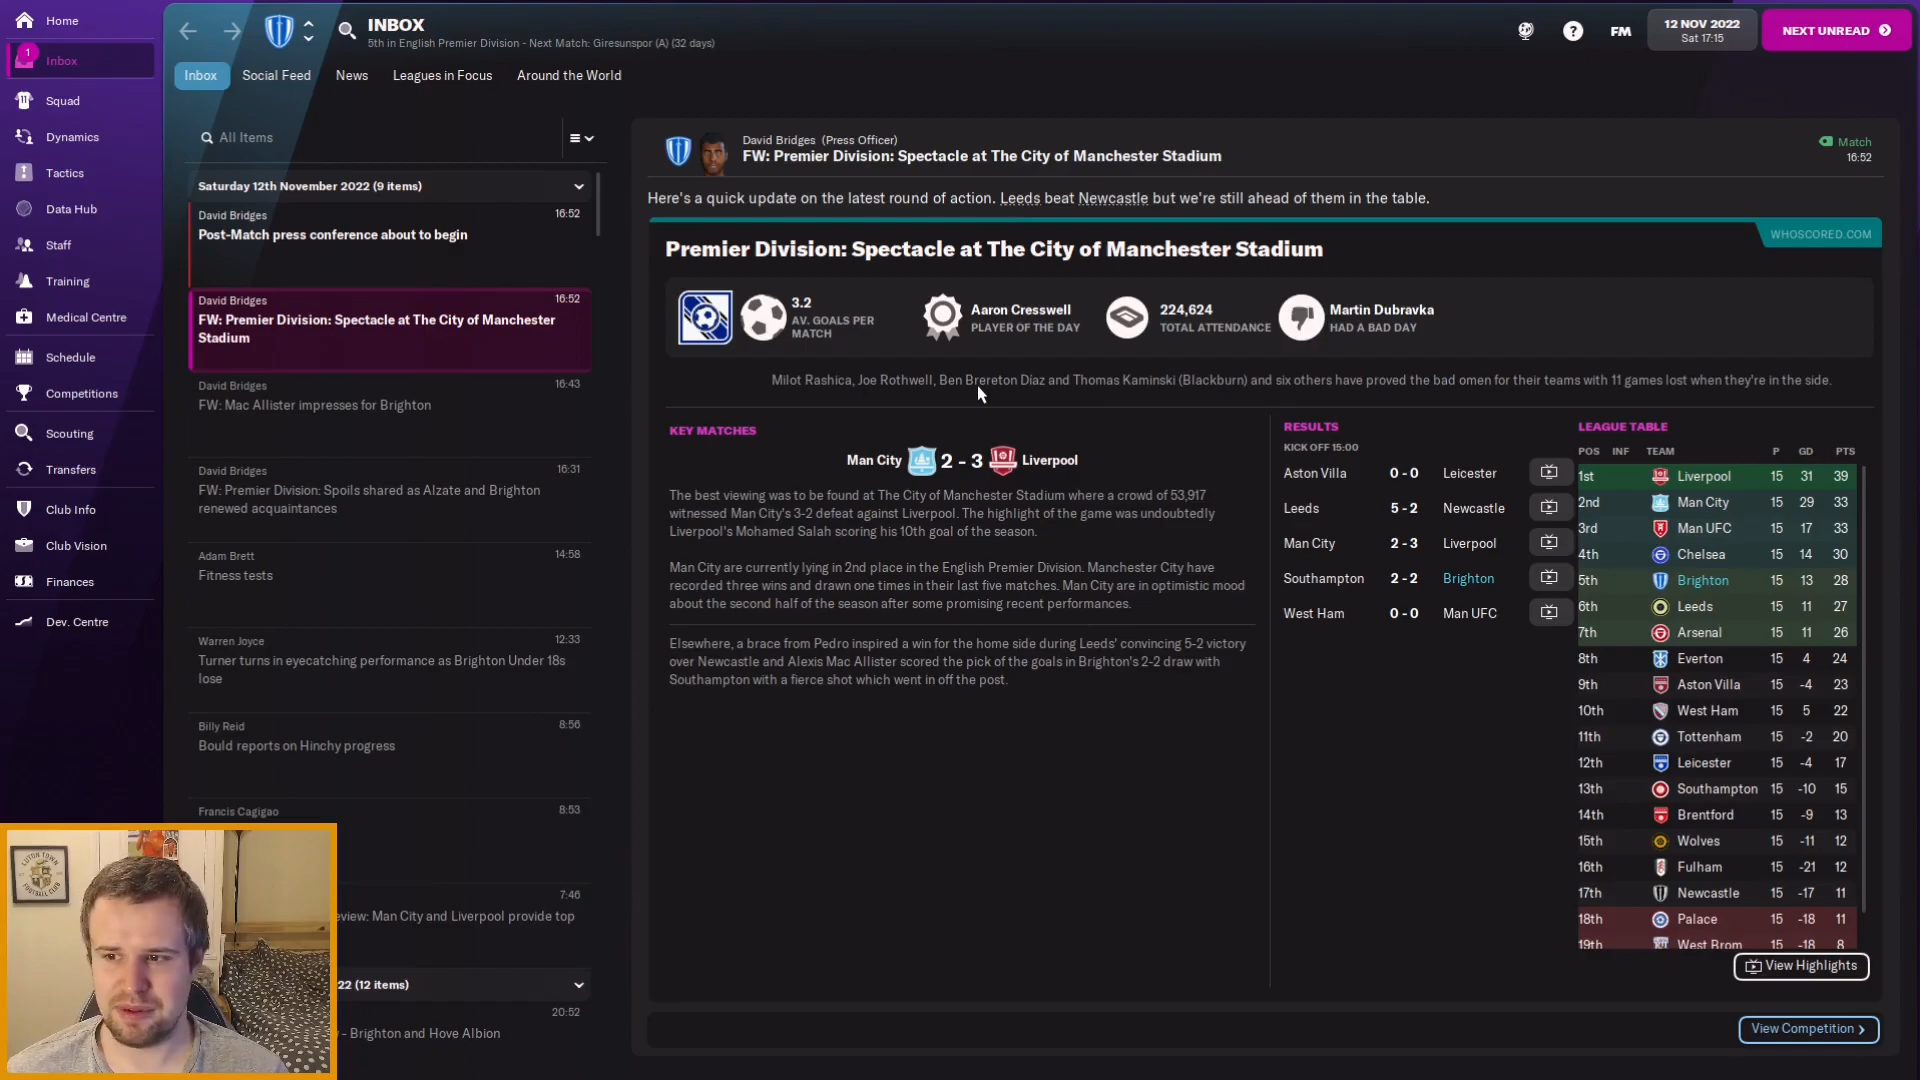 Home
1
Inbox
Squad
Dynamics
Tactics
Data Hub
Staff
Training
Medical Centre
Schedule
Competitions
Scouting
Transfers
Club Info
Club Vision
Finances
Dev. Centre
INBOX
5th in English Premier Division - Next Match: Giresunspor (A) (32 days)
FM
12 NOV 2022
Sat 17:15
NEXT UNREAD
Inbox
Social Feed
News
Leagues in Focus
Around the World
All Items
Saturday 12th November 2022 (9 items)
David Bridges 16:52
Post-Match press conference about to begin
David Bridges 16:52
FW: Premier Division: Spectacle at The City of Manchester
Stadium
David Bridges 16:43
FW: Mac Allister impresses for Brighton
David Bridges 16:31
FW: Premier Division: Spoils shared as Alzate and Brighton
renewed acquaintances
Adam Brett 14:58
Fitness tests
Warren Joyce 12:33
Turner turns in eyecatching performance as Brighton Under 18s
lose
Billy Reid 8:56
Bould reports on Hinchy progress
Francis Cagigao 8:53
7:46
eview: Man City and Liverpool provide top
22 (12 items)
20:52
- Brighton and Hove Albion
LUTON TOWN
FOOTBALL CLUB
David Bridges (Press Officer)
FW: Premier Division: Spectacle at The City of Manchester Stadium
Match
16:52
Here's a quick update on the latest round of action. Leeds beat Newcastle but we're still ahead of them in the table.
WHOSCORED.COM
Premier Division: Spectacle at The City of Manchester Stadium
3.2
AV. GOALS PER
MATCH
Aaron Cresswell
PLAYER OF THE DAY
224,624
TOTAL ATTENDANCE
Martin Dubravka
HAD A BAD DAY
Milot Rashica, Joe Rothwell, Ben Brereton Díaz and Thomas Kaminski (Blackburn) and six others have proved the bad omen for their teams with 11 games lost when they're in the side.
KEY MATCHES
Man City 2 - 3 Liverpool
The best viewing was to be found at The City of Manchester Stadium where a crowd of 53,917
witnessed Man City's 3-2 defeat against Liverpool. The highlight of the game was undoubtedly
Liverpool's Mohamed Salah scoring his 10th goal of the season.
Man City are currently lying in 2nd place in the English Premier Division. Manchester City have
recorded three wins and drawn one times in their last five matches. Man City are in optimistic mood
about the second half of the season after some promising recent performances.
Elsewhere, a brace from Pedro inspired a win for the home side during Leeds' convincing 5-2 victory
over Newcastle and Alexis Mac Allister scored the pick of the goals in Brighton's 2-2 draw with
Southampton with a fierce shot which went in off the post.
RESULTS
KICK OFF 15:00
Aston Villa 0 - 0 Leicester
Leeds 5 - 2 Newcastle
Man City 2 - 3 Liverpool
Southampton 2 - 2 Brighton
West Ham 0 - 0 Man UFC
LEAGUE TABLE
POS INF TEAM P GD PTS
1st Liverpool 15 31 39
2nd Man City 15 29 33
3rd Man UFC 15 17 33
4th Chelsea 15 14 30
5th Brighton 15 13 28
6th Leeds 15 11 27
7th Arsenal 15 11 26
8th Everton 15 4 24
9th Aston Villa 15 -4 23
10th West Ham 15 5 22
11th Tottenham 15 -2 20
12th Leicester 15 -4 17
13th Southampton 15 -10 15
14th Brentford 15 -9 13
15th Wolves 15 -11 12
16th Fulham 15 -21 12
17th Newcastle 15 -17 11
18th Palace 15 -18 11
19th West Brom 15 -18 8
View Highlights
View Competition